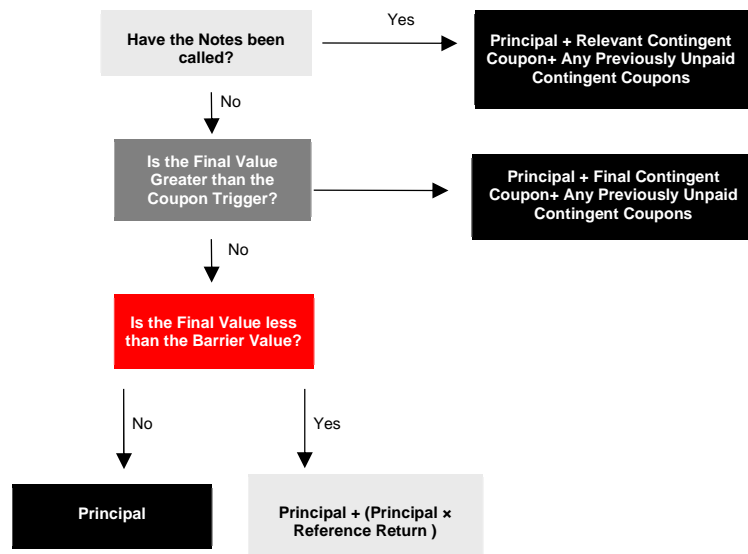 Have the Notes been
called?
Yes
Principal + Relevant Contingent
Coupon+ Any Previously Unpaid
Contingent Coupons
No
Is the Final Value
Greater than the
Coupon Trigger?
Principal + Final Contingent
Coupon+ Any Previously Unpaid
Contingent Coupons
No
Is the Final Value less
than the Barrier Value?
No
Yes
Principal
Principal + (Principal ×
Reference Return )